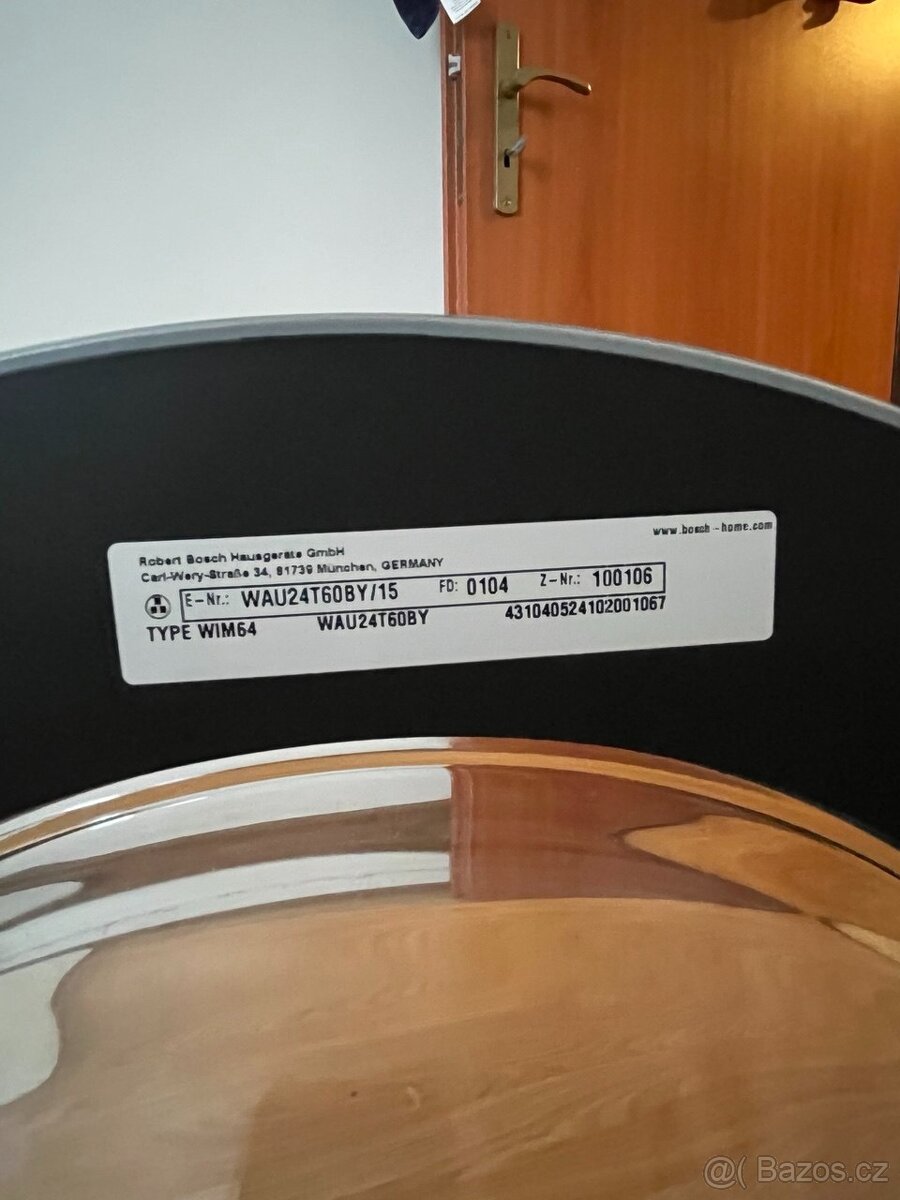 www.bosch-home.com
Robert Bosch Hausgeräte GmbH
Carl-Wery-Straße 34, 81739 München, GERMANY
E-Nr.: WAU24T60BY/15 FD: 0104 Z-Nr.: 100106
TYPE WIM64 WAU24T60BY 431040524102001067
@( Bazos.cz